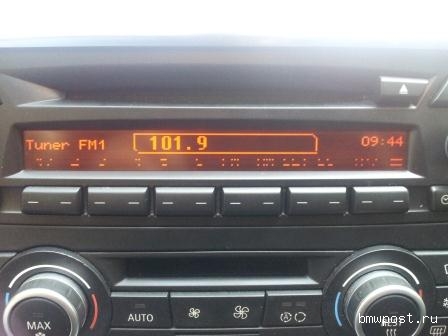 Tuner FM1
101.9
09:44
MAX
AUTO
bmwpost.ru